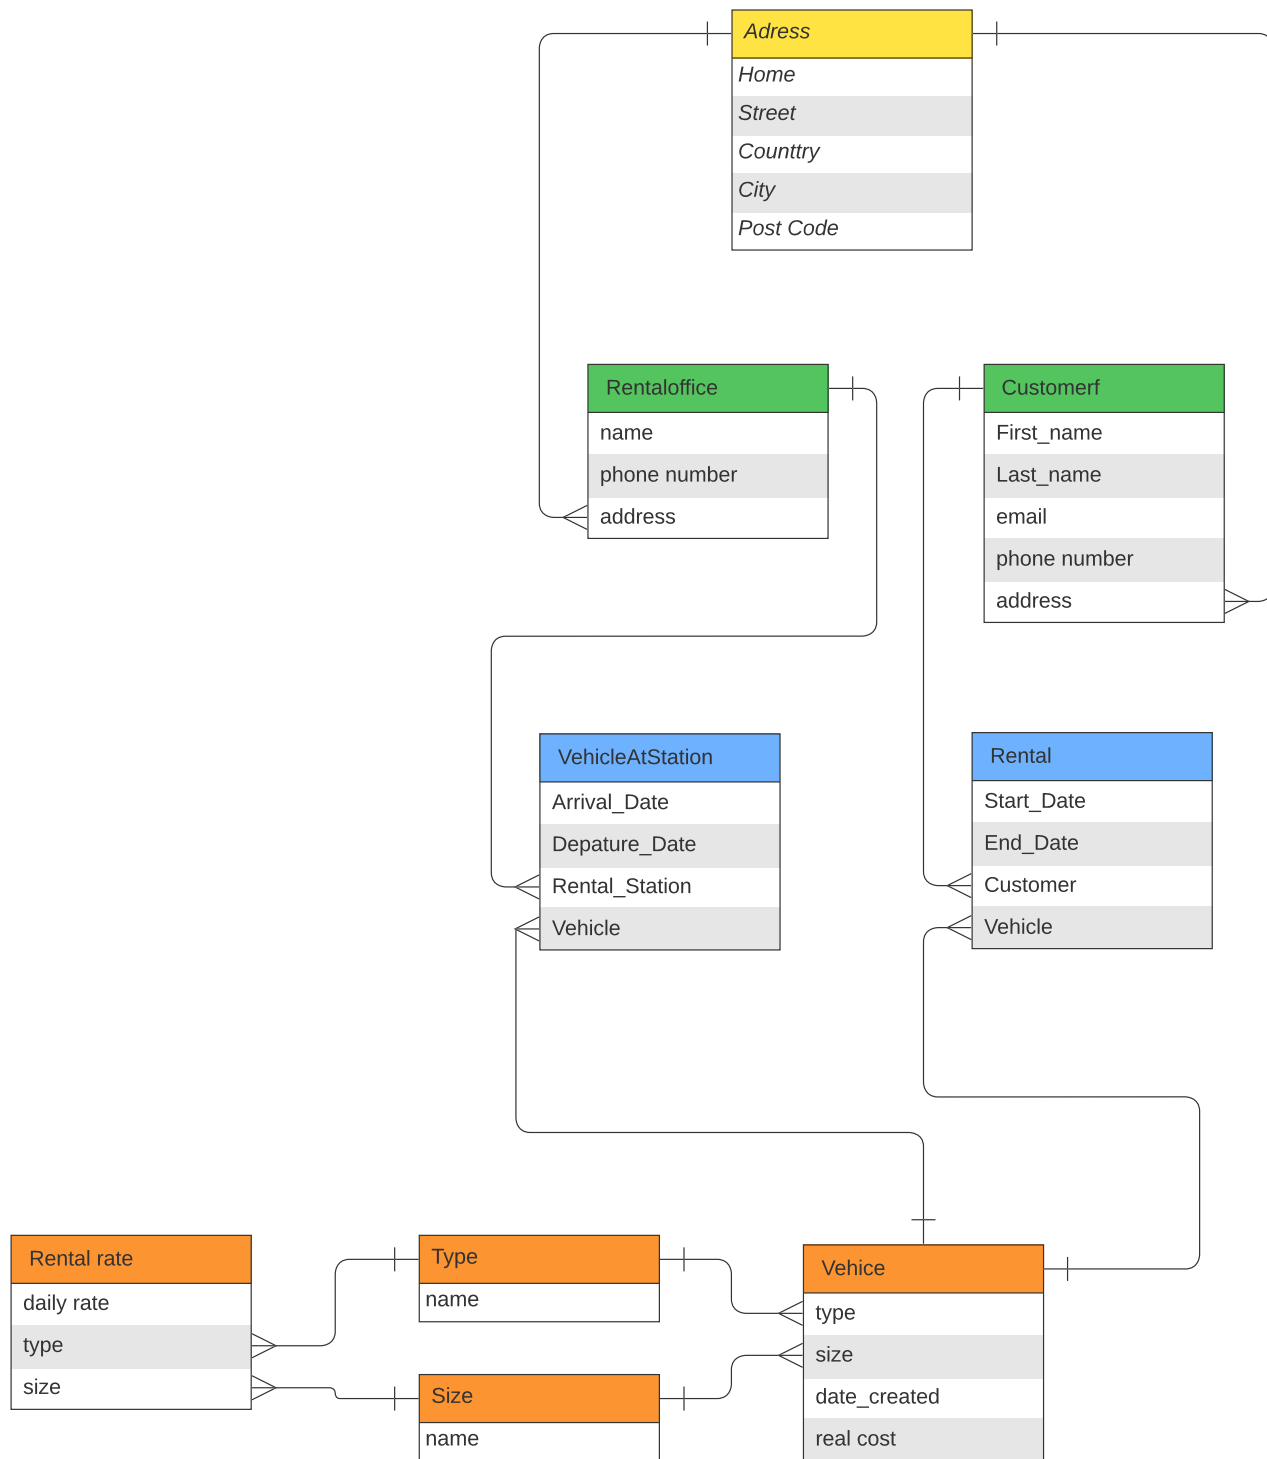 Adress
Home
Street
Counttry
City
Post Code
Rentaloffice
name
phone number
address
Customerf
First_name
Last_name
email
phone number
address
VehicleAtStation
Arrival_Date
Depature_Date
Rental_Station
Vehicle
Rental
Start_Date
End_Date
Customer
Vehicle
Rental rate
daily rate
type
size
Type
name
Size
name
Vehice
type
size
date_created
real cost